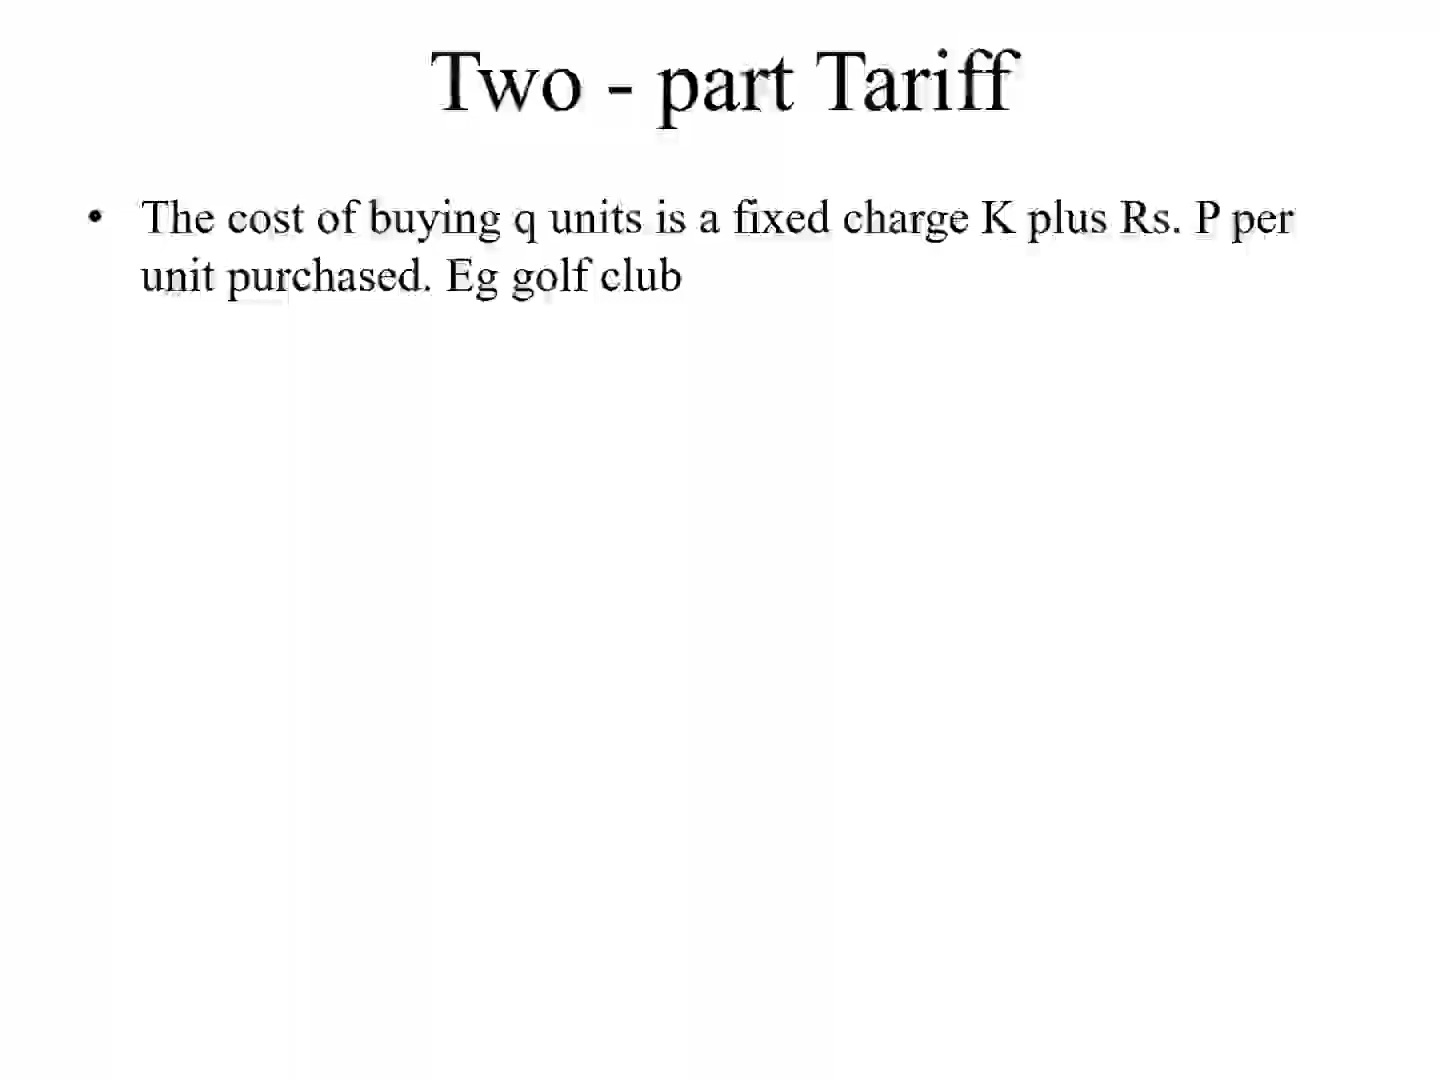 Two - part Tariff
• The cost of buying q units is a fixed charge K plus Rs. P per
unit purchased. Eg golf club